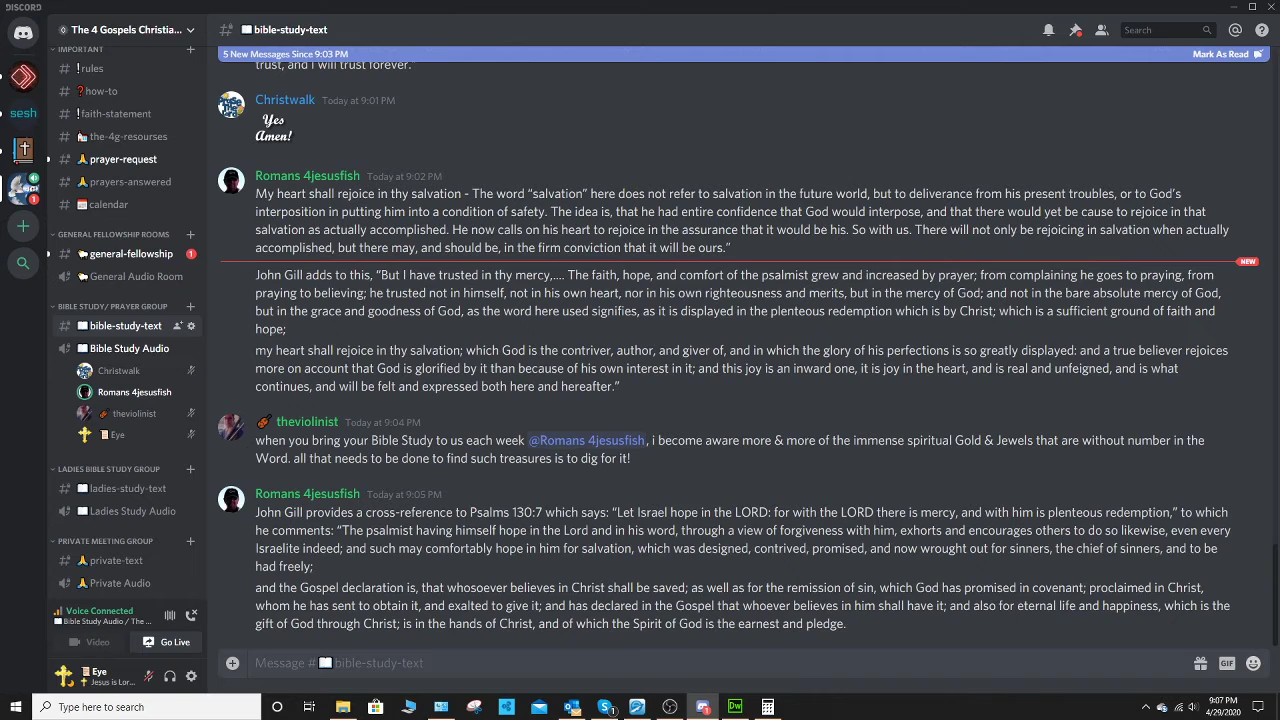 DISCORD
The 4 Gospels Christia...
bible-study-text
Search
5 New Messages Since 9:03 PM
Mark As Read
IMPORTANT
rules
how-to
faith-statement
the-4g-resourses
prayer-request
prayers-answered
calendar
GENERAL FELLOWSHIP ROOMS
general-fellowship
1
General Audio Room
BIBLE STUDY/ PRAYER GROUP
bible-study-text
Bible Study Audio
Christwalk
Romans 4jesusfish
theviolinist
Eye
LADIES BIBLE STUDY GROUP
ladies-study-text
Ladies Study Audio
PRIVATE MEETING GROUP
private-text
Private Audio
Voice Connected
Bible Study Audio / The ...
Video
Go Live
Eye
Jesus is Lor...
sesh
1
trust, and I will trust forever."
Christwalk Today at 9:01 PM
Yes
Amen!
Romans 4jesusfish Today at 9:02 PM
My heart shall rejoice in thy salvation - The word “salvation” here does not refer to salvation in the future world, but to deliverance from his present troubles, or to God’s
interposition in putting him into a condition of safety. The idea is, that he had entire confidence that God would interpose, and that there would yet be cause to rejoice in that
salvation as actually accomplished. He now calls on his heart to rejoice in the assurance that it would be his. So with us. There will not only be rejoicing in salvation when actually
accomplished, but there may, and should be, in the firm conviction that it will be ours.”
NEW
John Gill adds to this, “But I have trusted in thy mercy.... The faith, hope, and comfort of the psalmist grew and increased by prayer; from complaining he goes to praying, from
praying to believing; he trusted not in himself, not in his own heart, nor in his own righteousness and merits, but in the mercy of God; and not in the bare absolute mercy of God,
but in the grace and goodness of God, as the word here used signifies, as it is displayed in the plenteous redemption which is by Christ; which is a sufficient ground of faith and
hope;
my heart shall rejoice in thy salvation; which God is the contriver, author, and giver of, and in which the glory of his perfections is so greatly displayed: and a true believer rejoices
more on account that God is glorified by it than because of his own interest in it; and this joy is an inward one, it is joy in the heart, and is real and unfeigned, and is what
continues, and will be felt and expressed both here and hereafter.”
theviolinist Today at 9:04 PM
when you bring your Bible Study to us each week @Romans 4jesusfish, i become aware more & more of the immense spiritual Gold & Jewels that are without number in the
Word. all that needs to be done to find such treasures is to dig for it!
Romans 4jesusfish Today at 9:05 PM
John Gill provides a cross-reference to Psalms 130:7 which says: “Let Israel hope in the LORD: for with the LORD there is mercy, and with him is plenteous redemption,” to which
he comments: “The psalmist having himself hope in the Lord and in his word, through a view of forgiveness with him, exhorts and encourages others to do so likewise, even every
Israelite indeed; and such may comfortably hope in him for salvation, which was designed, contrived, promised, and now wrought out for sinners, the chief of sinners, and to be
had freely;
and the Gospel declaration is, that whosoever believes in Christ shall be saved; as well as for the remission of sin, which God has promised in covenant; proclaimed in Christ,
whom he has sent to obtain it, and exalted to give it; and has declared in the Gospel that whoever believes in him shall have it; and also for eternal life and happiness, which is the
gift of God through Christ; is in the hands of Christ, and of which the Spirit of God is the earnest and pledge.
Message # bible-study-text
GIF
Type here to search
Dw
9:07 PM
4/29/2020